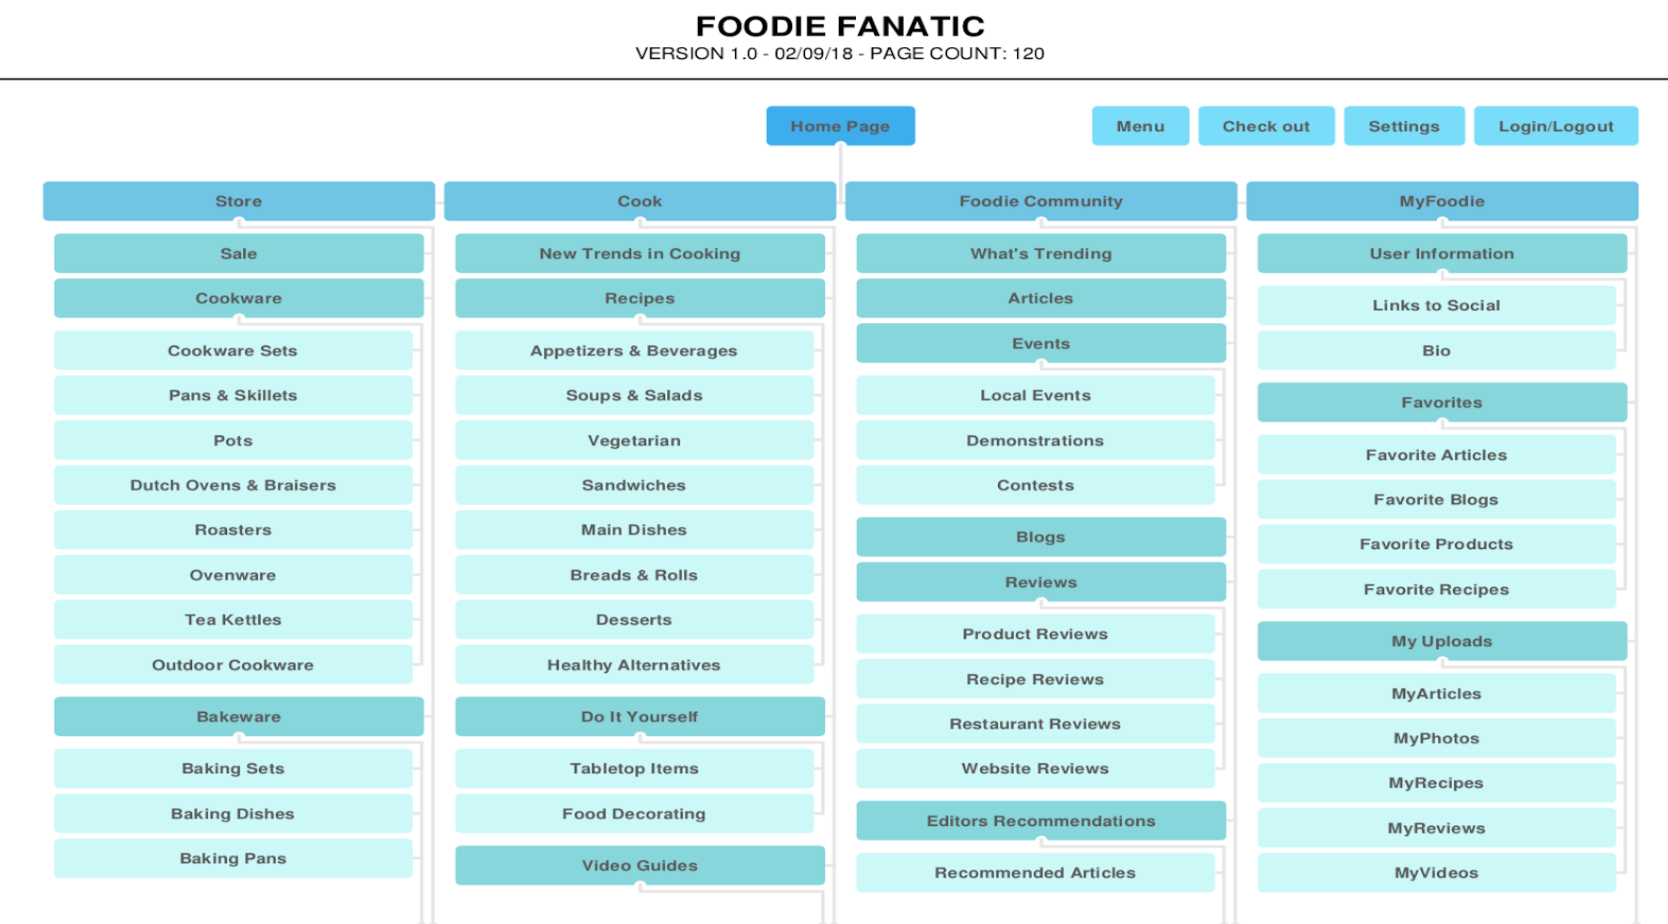 FOODIE FANATIC
VERSION 1.0 - 02/09/18 - PAGE COUNT: 120
Home Page
Menu
Check out
Settings
Login/Logout
Store
Sale
Cookware
Cookware Sets
Pans & Skillets
Pots
Dutch Ovens & Braisers
Roasters
Ovenware
Tea Kettles
Outdoor Cookware
Bakeware
Baking Sets
Baking Dishes
Baking Pans
Cook
New Trends in Cooking
Recipes
Appetizers & Beverages
Soups & Salads
Vegetarian
Sandwiches
Main Dishes
Breads & Rolls
Desserts
Healthy Alternatives
Do It Yourself
Tabletop Items
Food Decorating
Video Guides
Foodie Community
What's Trending
Articles
Events
Local Events
Demonstrations
Contests
Blogs
Reviews
Product Reviews
Recipe Reviews
Restaurant Reviews
Website Reviews
Editors Recommendations
Recommended Articles
MyFoodie
User Information
Links to Social
Bio
Favorites
Favorite Articles
Favorite Blogs
Favorite Products
Favorite Recipes
My Uploads
MyArticles
MyPhotos
MyRecipes
MyReviews
MyVideos